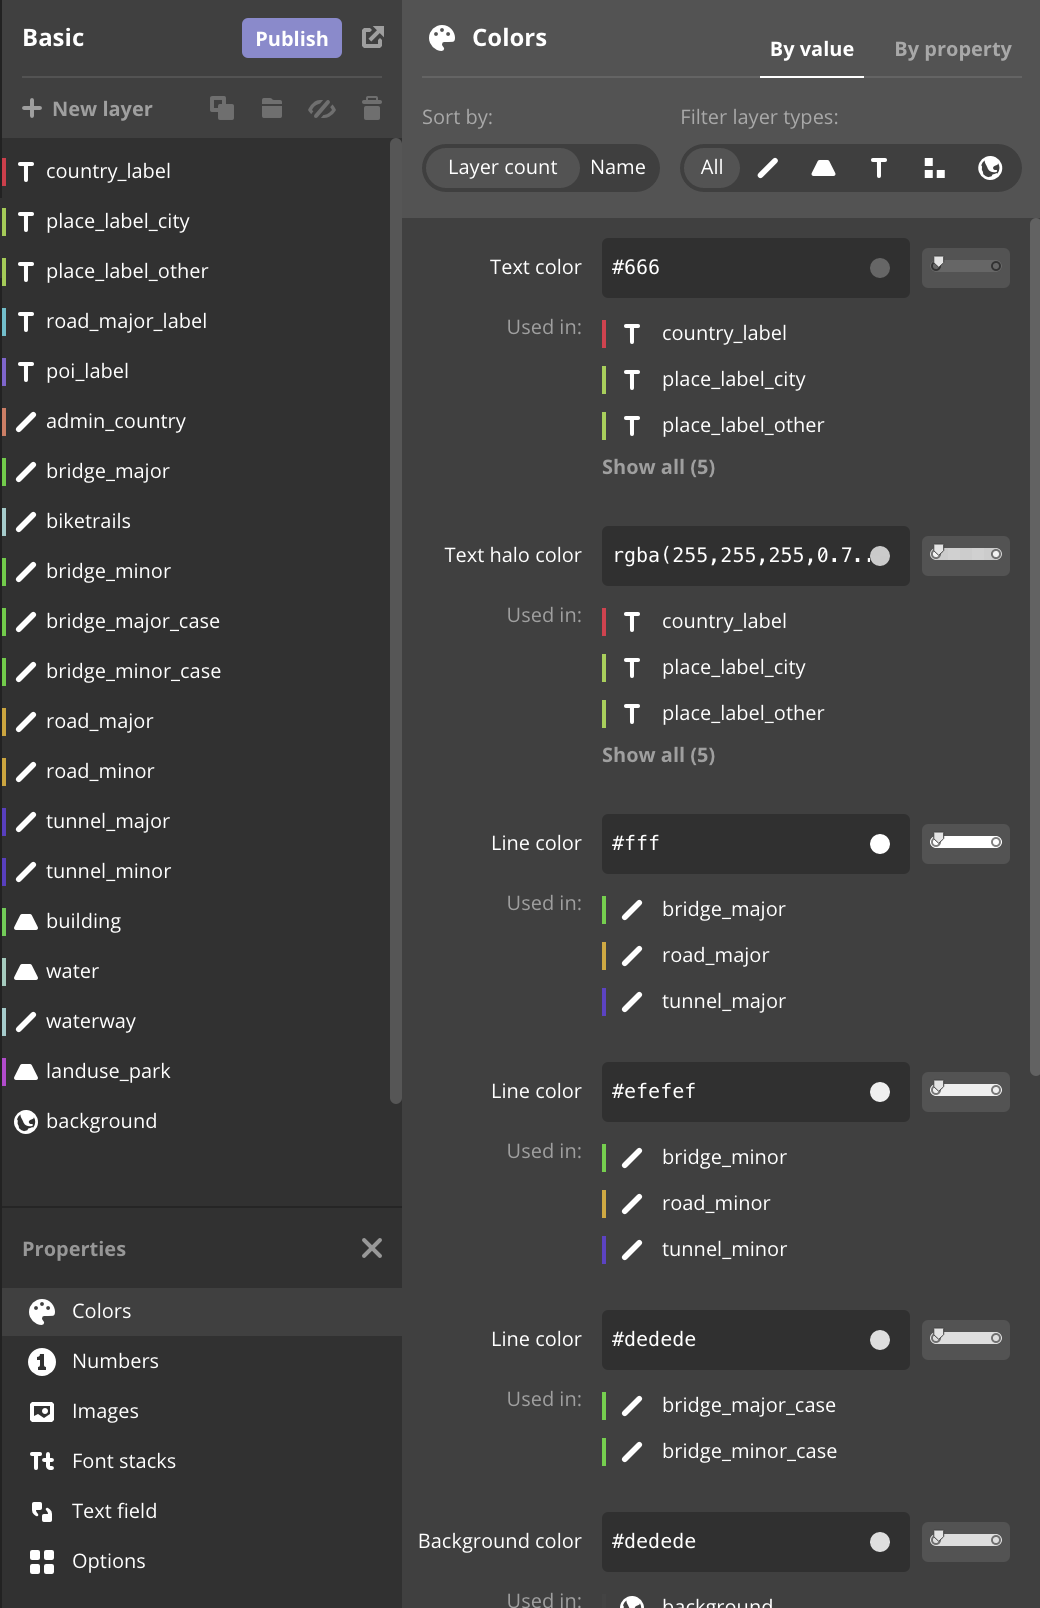 Basic
Publish
New layer
country_label
place_label_city
place_label_other
road_major_label
poi_label
admin_country
bridge_major
biketrails
bridge_minor
bridge_major_case
bridge_minor_case
road_major
road_minor
tunnel_major
tunnel_minor
building
water
waterway
landuse_park
background
Properties
Colors
1 Numbers
Images
Tt Font stacks
Text field
Options
Colors
By value By property
Sort by: Filter layer types:
Layer count Name All T
Text color #666
Used in: T country_label
T place_label_city
T place_label_other
Show all (5)
Text halo color rgba(255,255,255,0.7..
Used in: T country_label
T place_label_city
T place_label_other
Show all (5)
Line color #fff
Used in: bridge_major
road_major
tunnel_major
Line color #efefef
Used in: bridge_minor
road_minor
tunnel_minor
Line color #dedede
Used in: bridge_major_case
bridge_minor_case
Background color #dedede
Used in: background